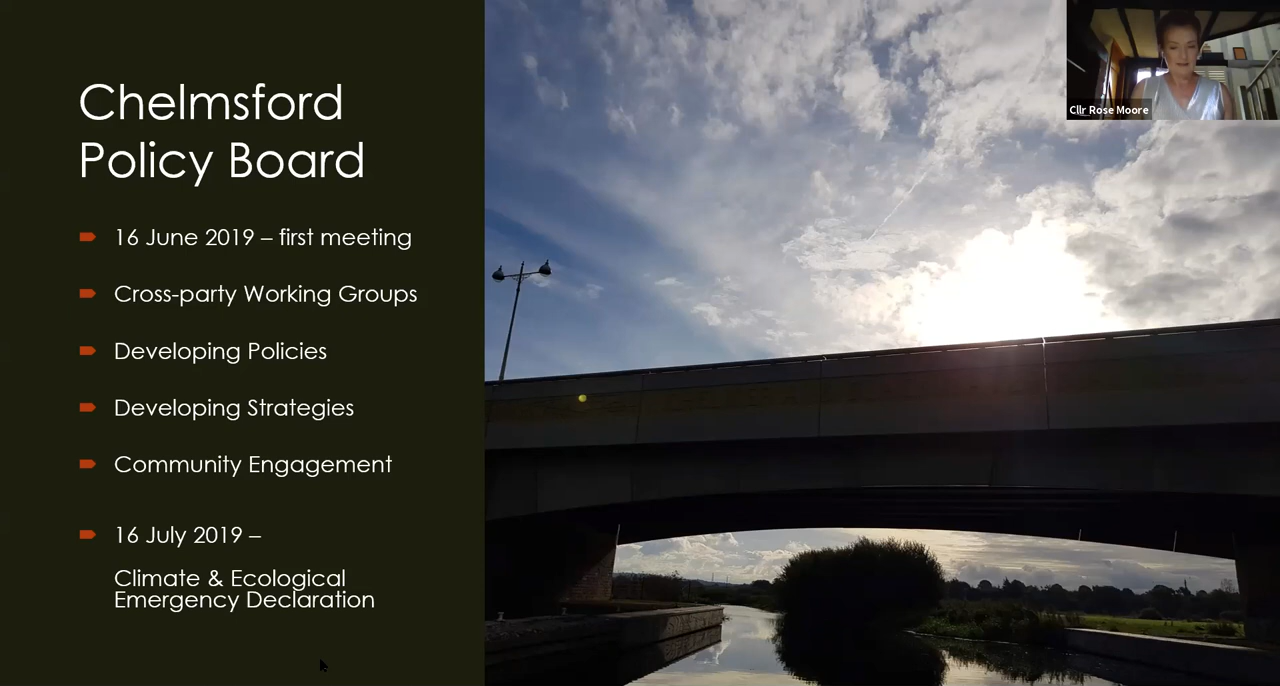 Chelmsford
Policy Board
16 June 2019 – first meeting
Cross-party Working Groups
Developing Policies
Developing Strategies
Community Engagement
16 July 2019 –
Climate & Ecological
Emergency Declaration
Cllr Rose Moore